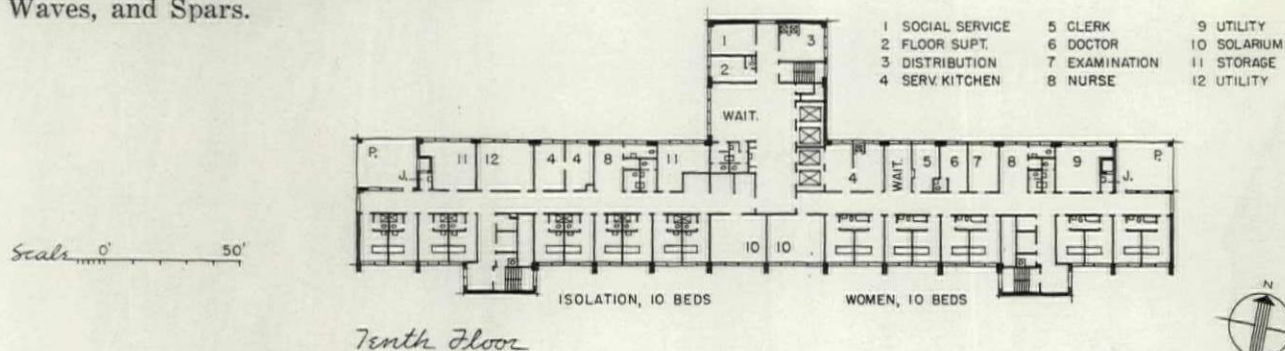 Waves, and Spars.
1 SOCIAL SERVICE 5 CLERK 9 UTILITY
2 FLOOR SUPT. 6 DOCTOR 10 SOLARIUM
3 DISTRIBUTION 7 EXAMINATION 11 STORAGE
4 SERV. KITCHEN 8 NURSE 12 UTILITY
1 3
2
WAIT.
P. J. 11 12 4 4 8 11 4 WAIT. 5 6 7 8 9 J. P.
10 10
Scale 0' 50'
ISOLATION, 10 BEDS WOMEN, 10 BEDS
N
Tenth Floor